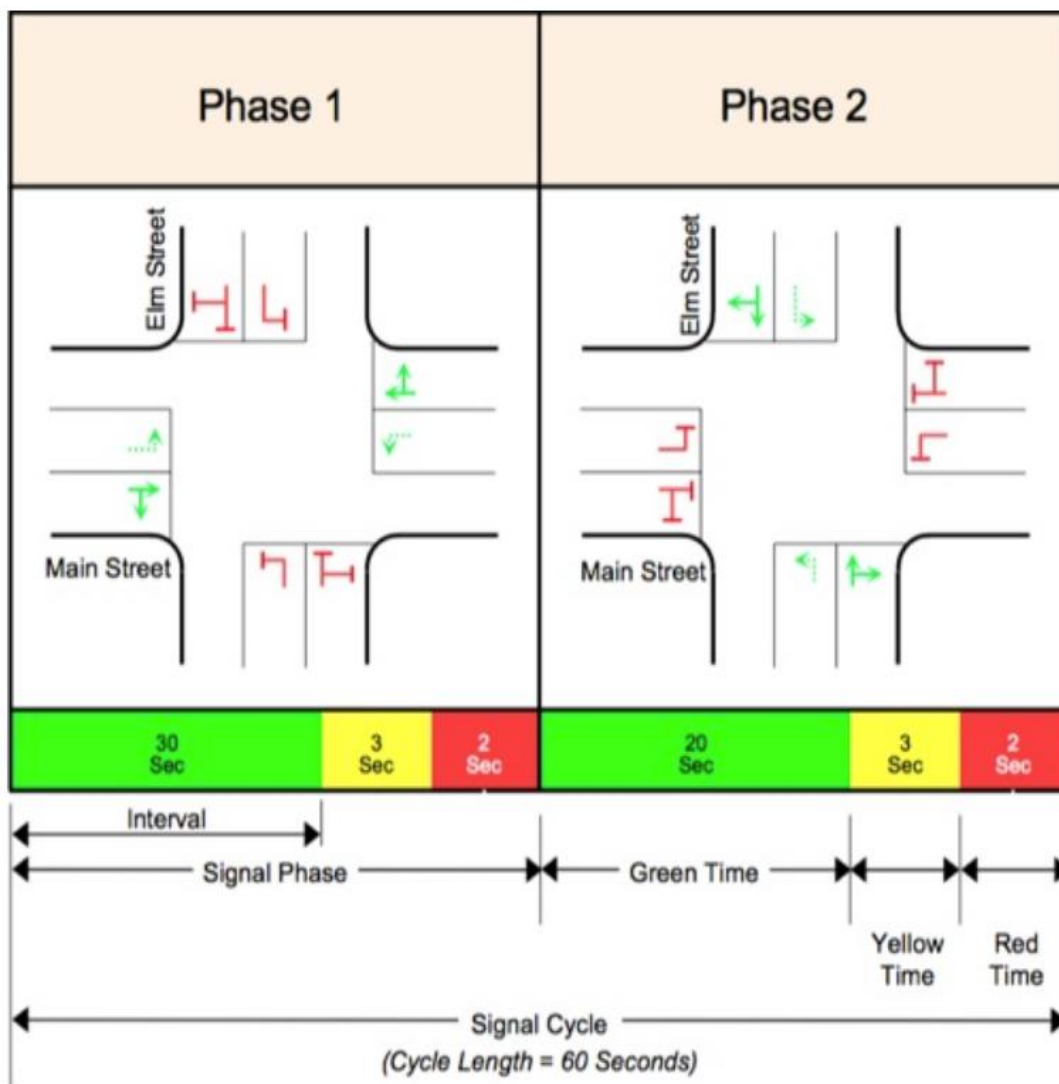 Phase 1
Phase 2
Elm Street
Main Street
Elm Street
Main Street
30
Sec
3
Sec
2
Sec
20
Sec
3
Sec
2
Sec
Interval
Signal Phase
Green Time
Yellow
Time
Red
Time
Signal Cycle
(Cycle Length = 60 Seconds)